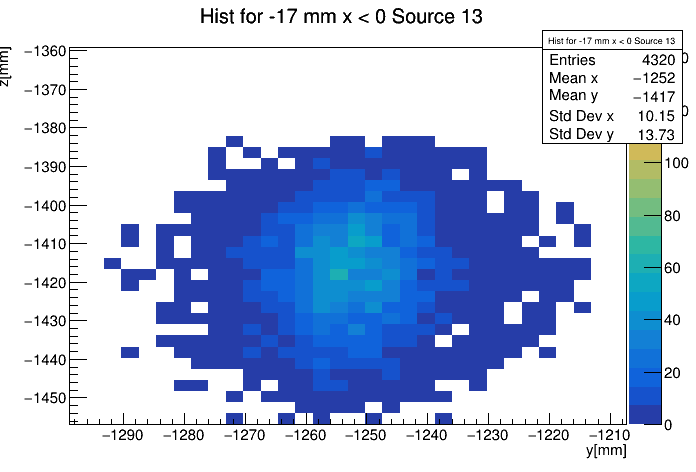 Hist for -17 mm x < 0 Source 13
Hist for -17 mm x < 0 Source 13
Entries 4320
Mean x −1252
Mean y −1417
Std Dev x 10.15
Std Dev y 13.73
z[mm]
−1360
−1370
−1380
−1390
−1400
−1410
−1420
−1430
−1440
−1450
100
80
60
40
20
0
−1290 −1280 −1270 −1260 −1250 −1240 −1230 −1220 −1210
y[mm]